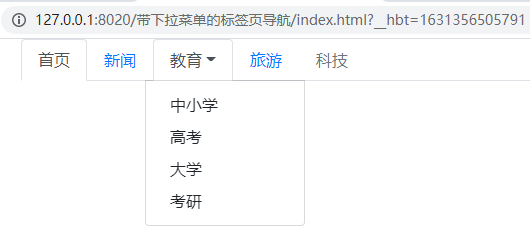 127.0.0.1:8020/带下拉菜单的标签页导航/index.html?__hbt=1631356505791
首页 新闻 教育 旅游 科技
中小学
高考
大学
考研